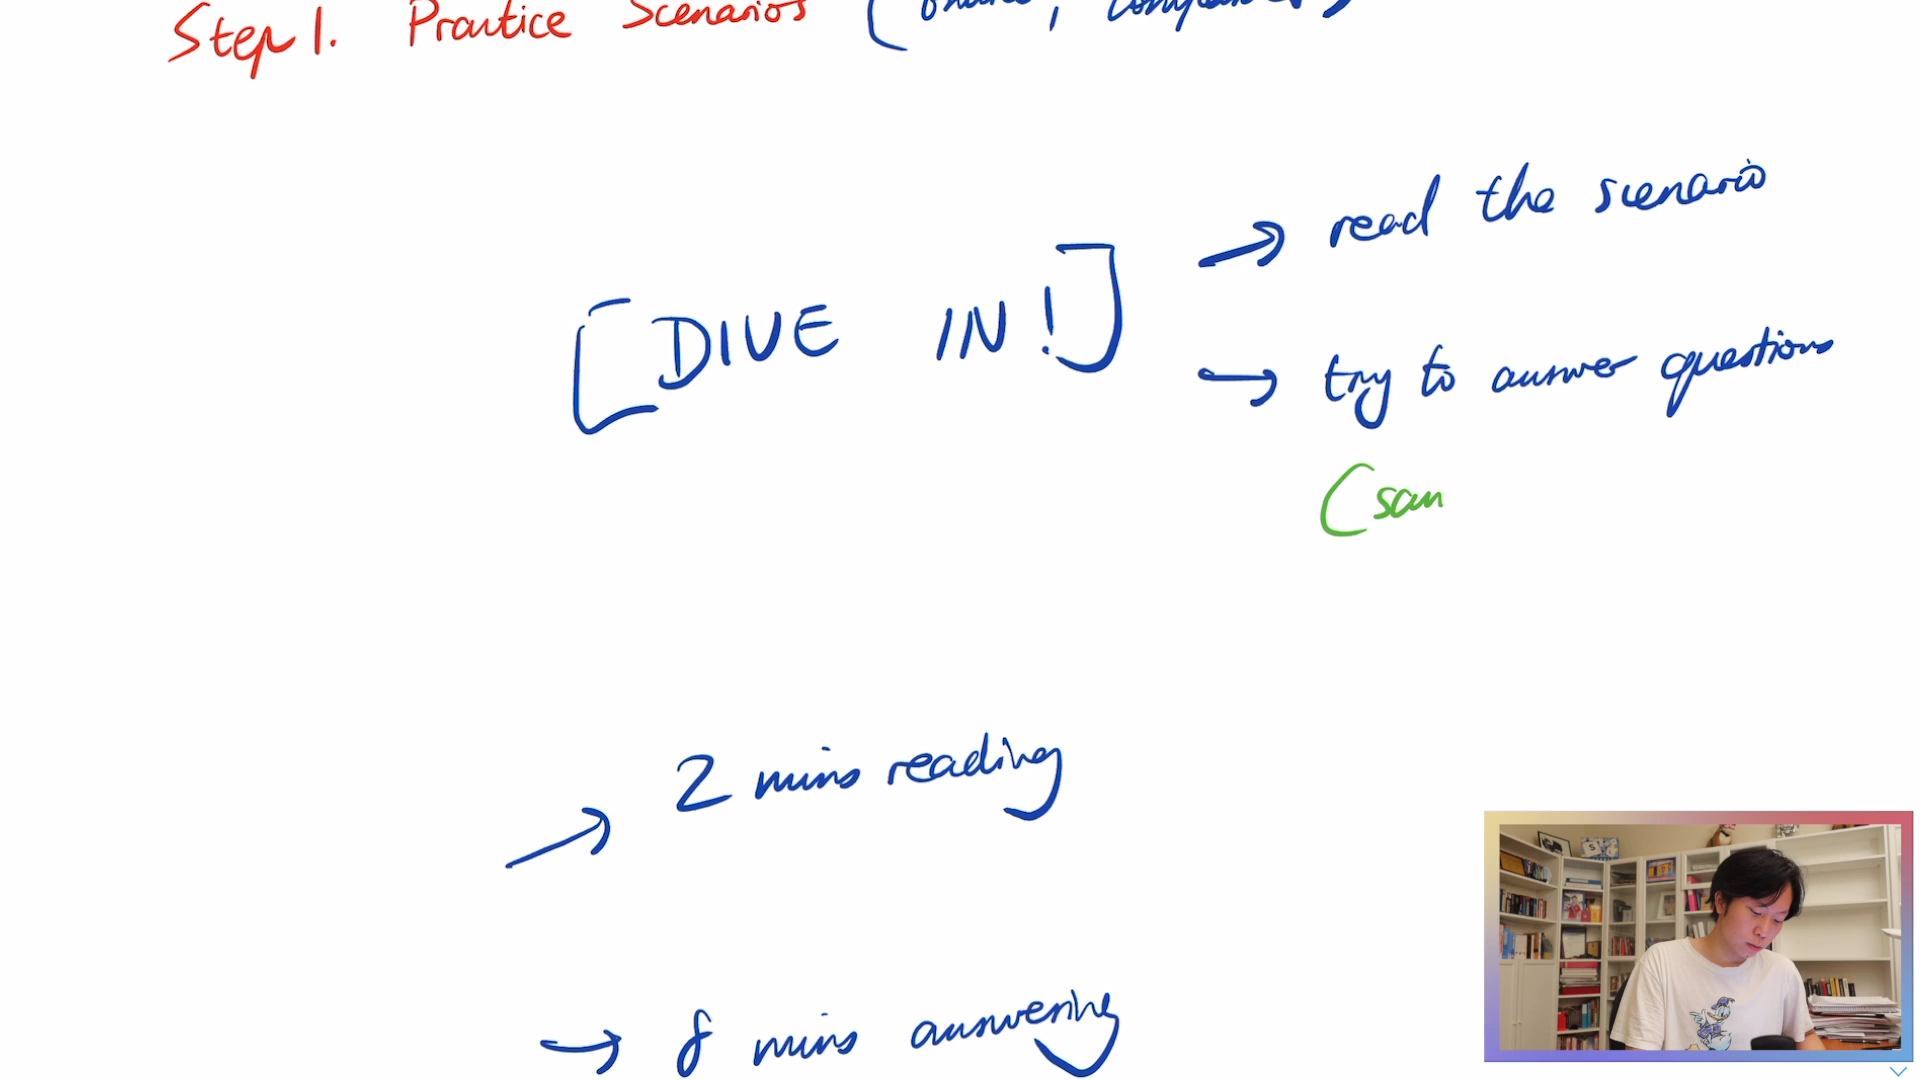 Step 1. Practice Scenarios (
read the scenario
[DIVE IN!]
try to answer questions
(sam
2 mins reading
8 mins answering